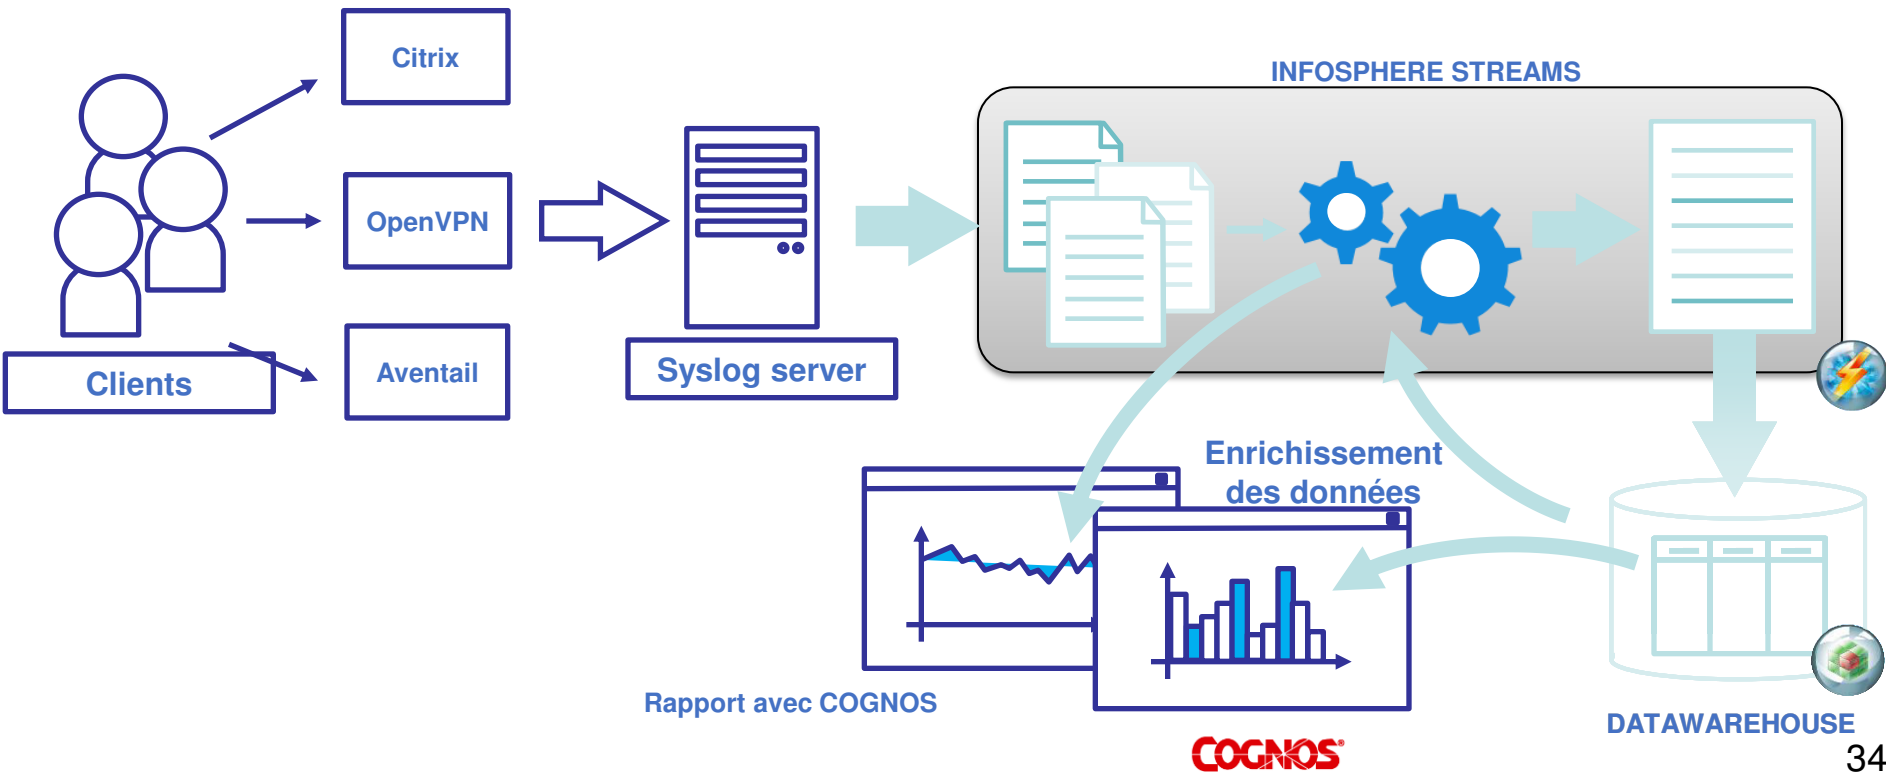 Citrix
INFOSPHERE STREAMS
OpenVPN
Aventail
Clients
Syslog server
Enrichissement
des données
Rapport avec COGNOS
DATAWAREHOUSE
COGNOS®
34